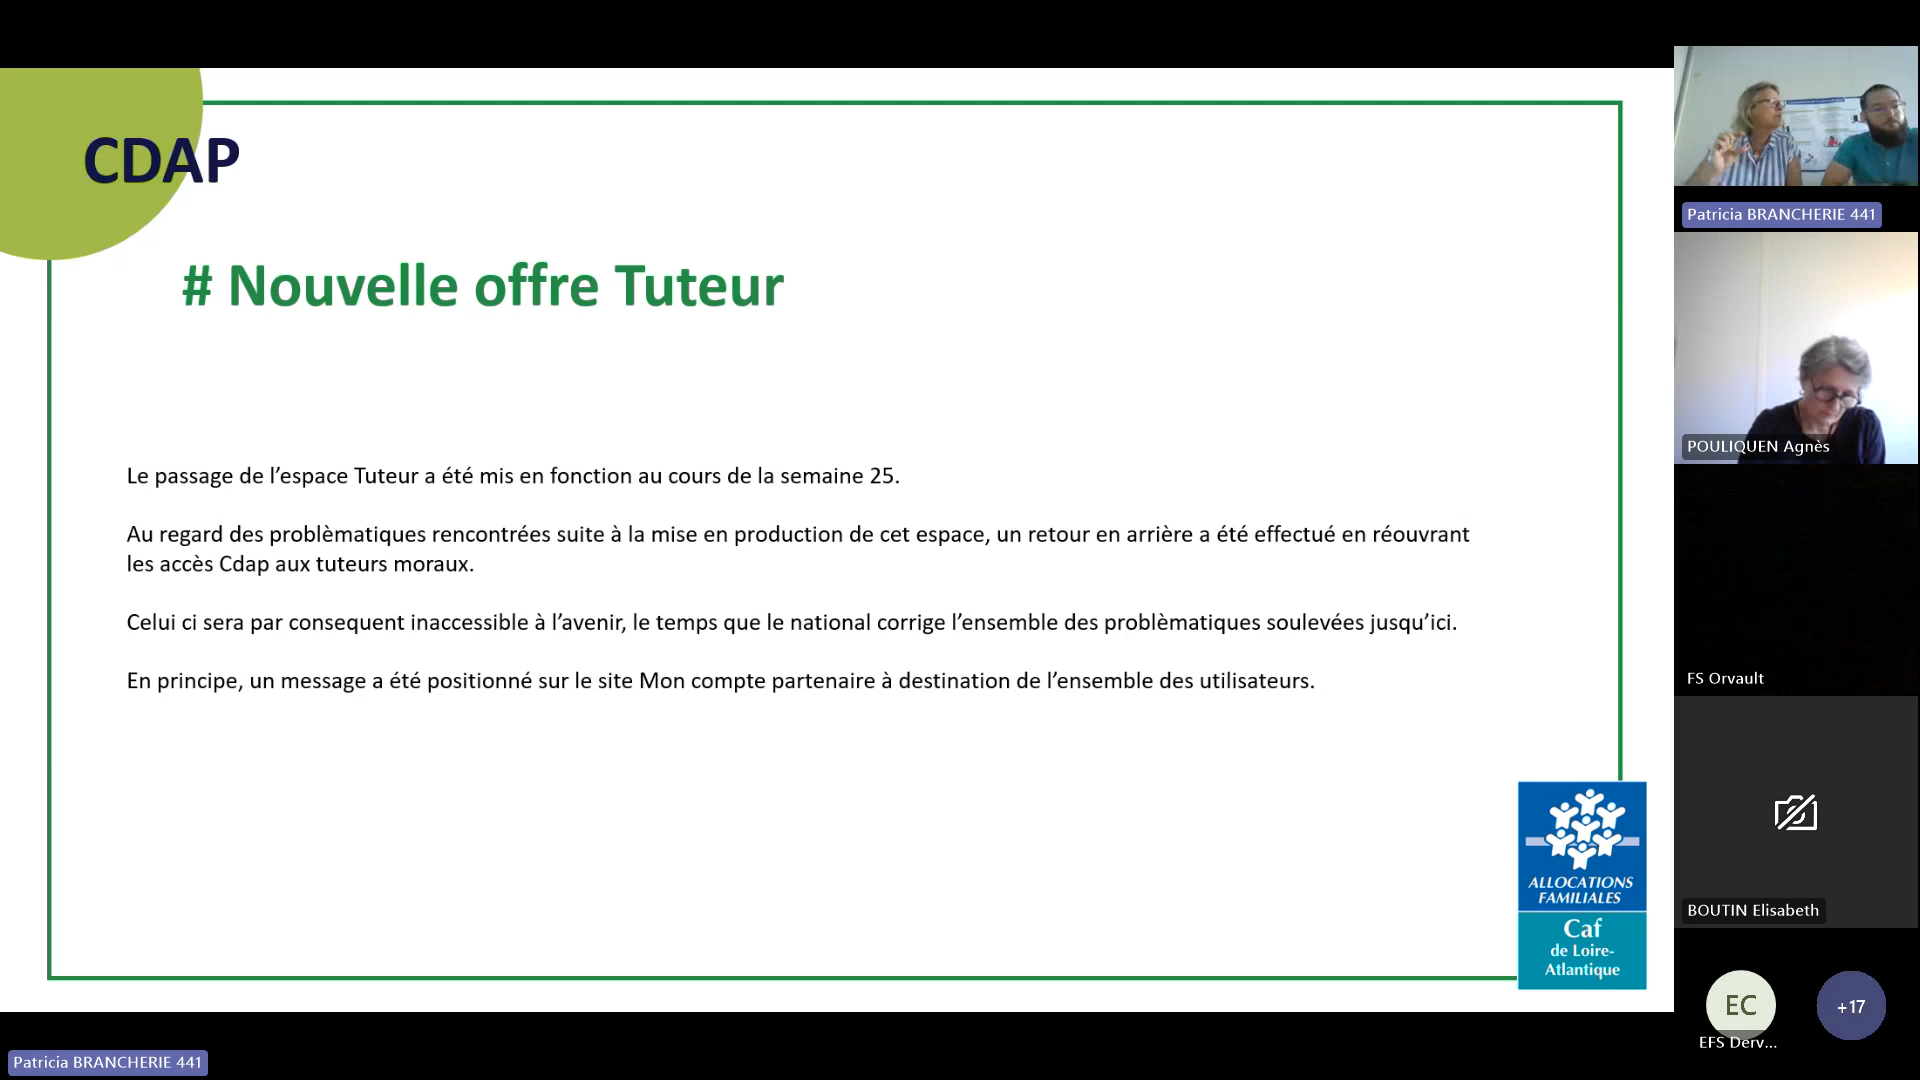 CDAP
# Nouvelle offre Tuteur
Le passage de l’espace Tuteur a été mis en fonction au cours de la semaine 25.
Au regard des problèmatiques rencontrées suite à la mise en production de cet espace, un retour en arrière a été effectué en réouvrant
les accès Cdap aux tuteurs moraux.
Celui ci sera par consequent inaccessible à l’avenir, le temps que le national corrige l’ensemble des problèmatiques soulevées jusqu’ici.
En principe, un message a été positionné sur le site Mon compte partenaire à destination de l’ensemble des utilisateurs.
ALLOCATIONS
FAMILIALES
Caf
de Loire-
Atlantique
Patricia BRANCHERIE 441
POULIQUEN Agnès
FS Orvault
BOUTIN Elisabeth
EC
+17
EFS Derv...
Patricia BRANCHERIE 441